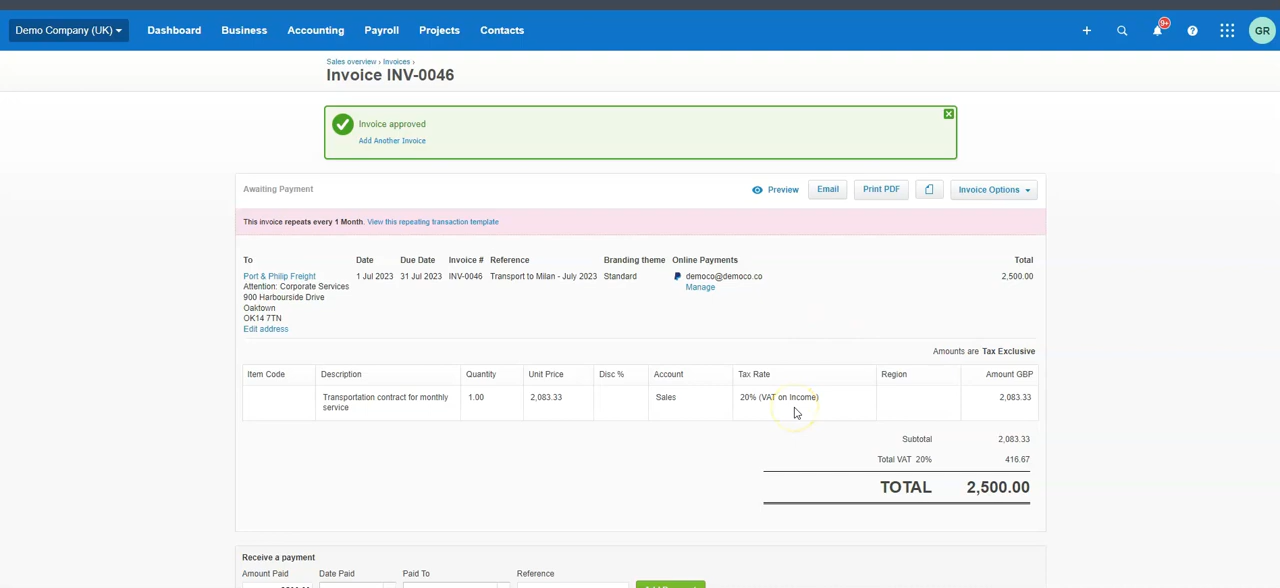 Demo Company (UK)
Dashboard
Business
Accounting
Payroll
Projects
Contacts
9+
GR
Sales overview › Invoices ›
Invoice INV-0046
Invoice approved
Add Another Invoice
Awaiting Payment
Preview
Email
Print PDF
Invoice Options
This invoice repeats every 1 Month. View this repeating transaction template
To
Date
Due Date
Invoice #
Reference
Branding theme
Online Payments
Total
Port & Philip Freight
1 Jul 2023
31 Jul 2023
INV-0046
Transport to Milan - July 2023
Standard
democo@democo.co
2,500.00
Attention: Corporate Services
Manage
900 Harbourside Drive
Oaktown
OK14 7TN
Edit address
Amounts are Tax Exclusive
Item Code
Description
Quantity
Unit Price
Disc %
Account
Tax Rate
Region
Amount GBP
Transportation contract for monthly
service
1.00
2,083.33
Sales
20% (VAT on Income)
2,083.33
Subtotal
2,083.33
Total VAT 20%
416.67
TOTAL
2,500.00
Receive a payment
Amount Paid
Date Paid
Paid To
Reference